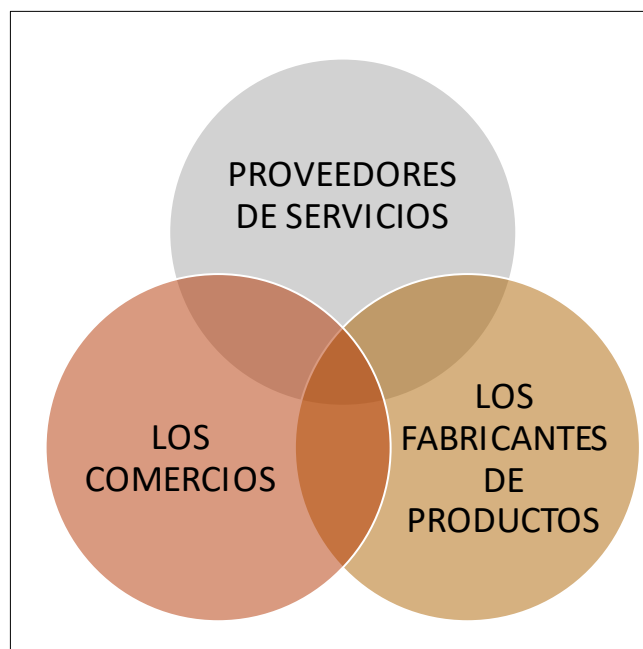 PROVEEDORES
DE SERVICIOS
LOS
COMERCIOS
LOS
FABRICANTES
DE
PRODUCTOS